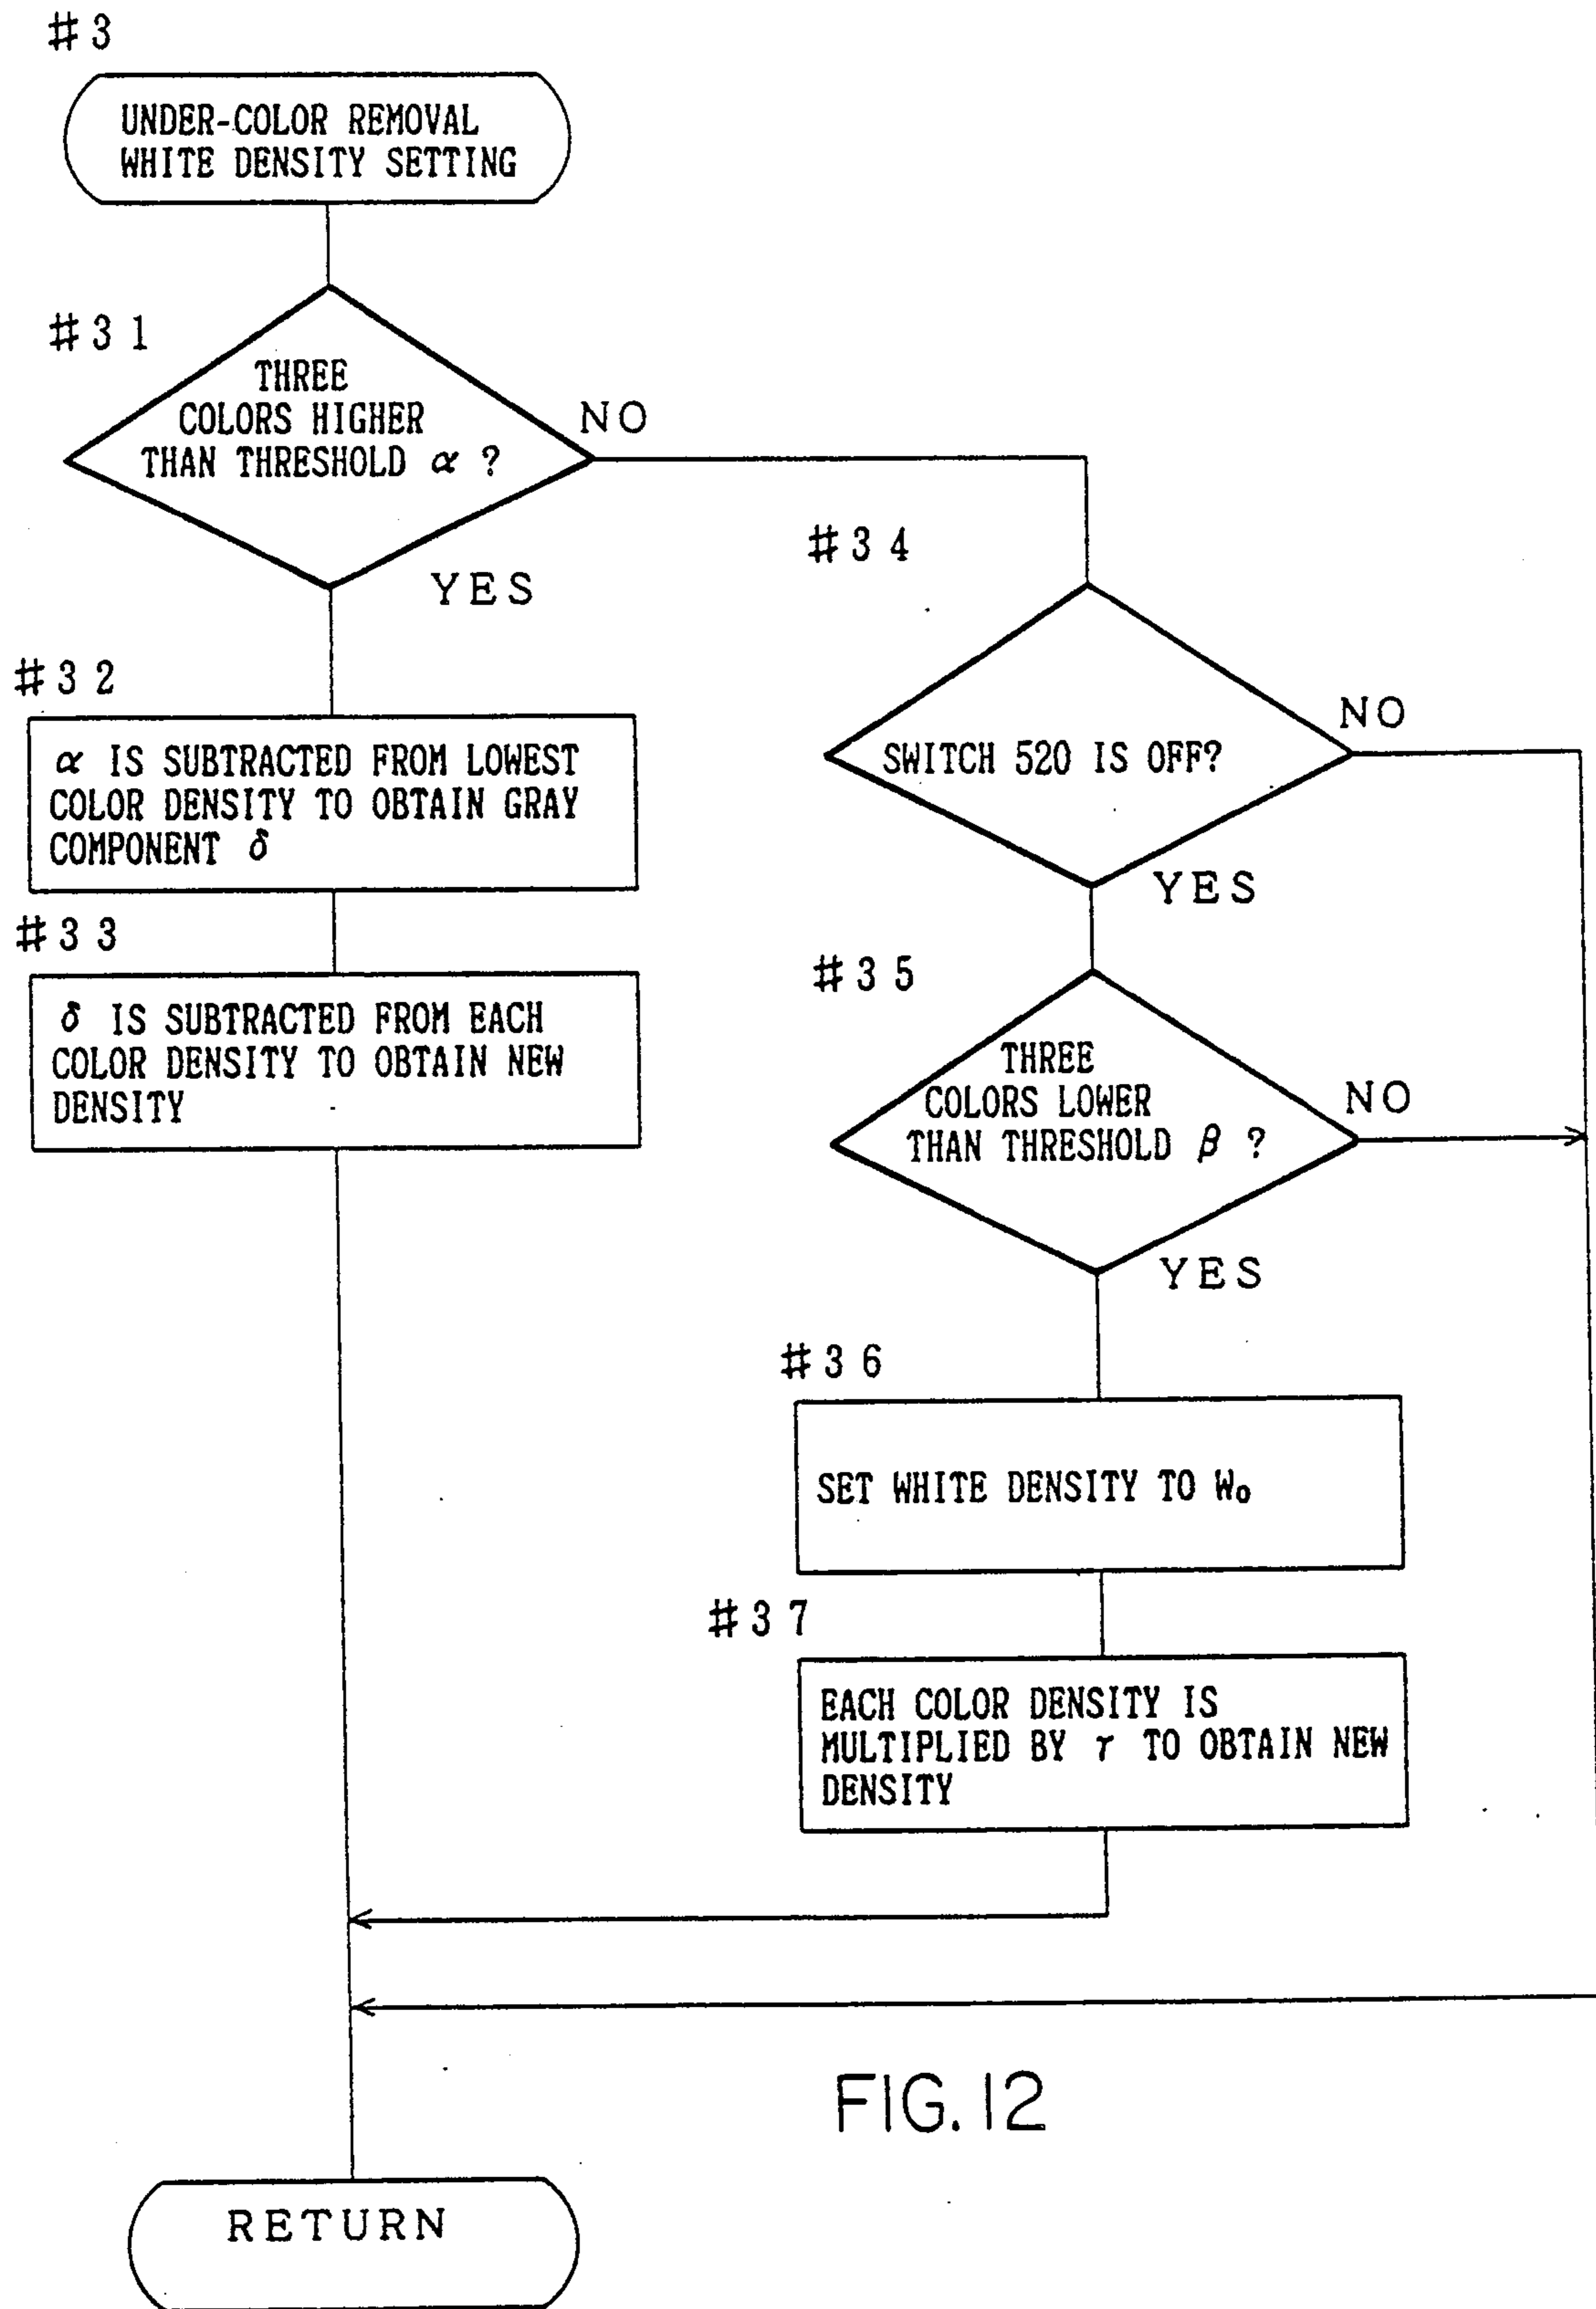 #3
UNDER-COLOR REMOVAL
WHITE DENSITY SETTING
#31
THREE
COLORS HIGHER
THAN THRESHOLD α ?
NO
YES
#32
α IS SUBTRACTED FROM LOWEST
COLOR DENSITY TO OBTAIN GRAY
COMPONENT δ
#33
δ IS SUBTRACTED FROM EACH
COLOR DENSITY TO OBTAIN NEW
DENSITY
#34
SWITCH 520 IS OFF?
NO
YES
#35
THREE
COLORS LOWER
THAN THRESHOLD β ?
NO
YES
#36
SET WHITE DENSITY TO W₀
#37
EACH COLOR DENSITY IS
MULTIPLIED BY γ TO OBTAIN NEW
DENSITY
FIG. 12
RETURN